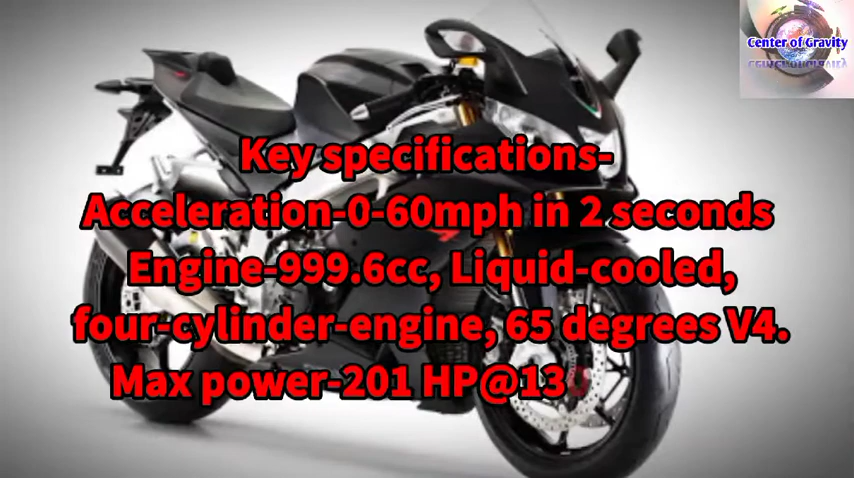 Center of Gravity
Key specifications-
Acceleration-0-60mph in 2 seconds
Engine-999.6cc, Liquid-cooled,
four-cylinder-engine, 65 degrees V4.
Max power-201 HP@13